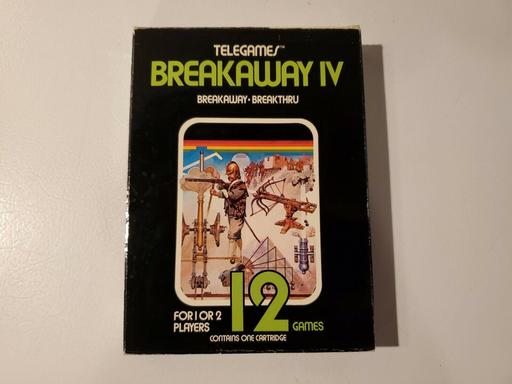 TELEGAMES™
BREAKAWAY IV
BREAKAWAY • BREAKTHRU
FOR 1 OR 2
PLAYERS
12
GAMES
CONTAINS ONE CARTRIDGE